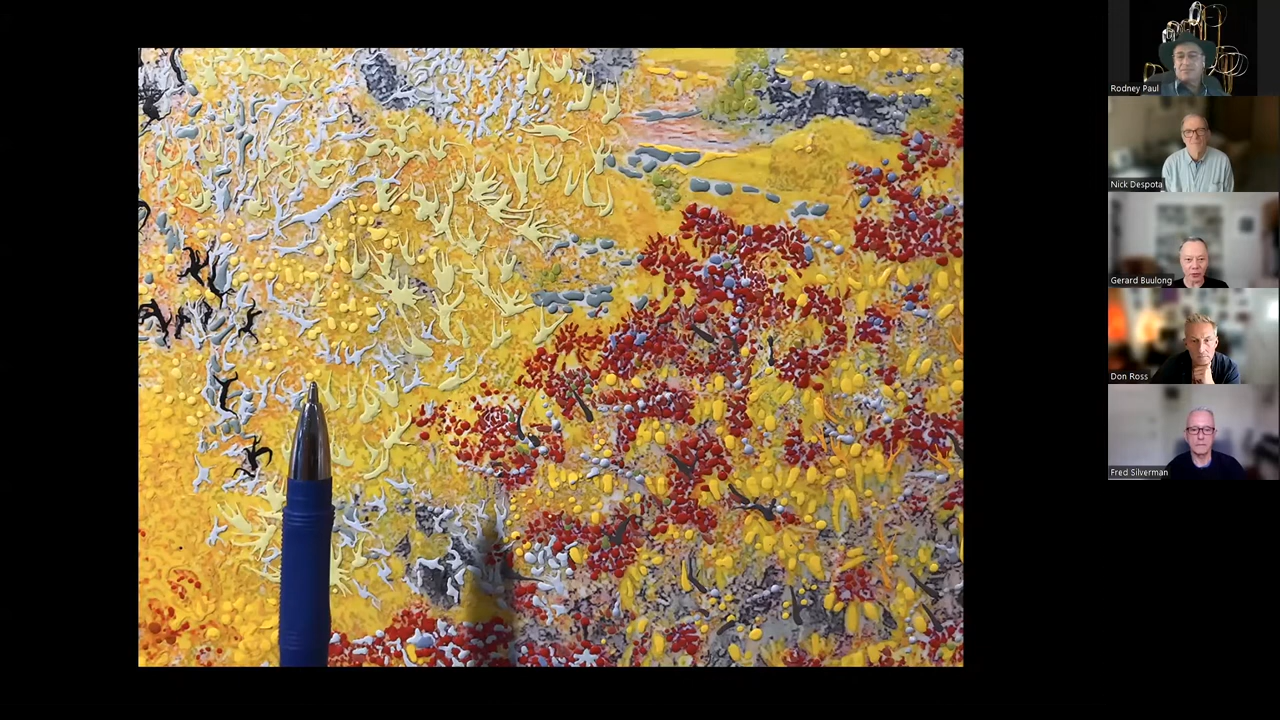 Rodney Paul
Nick Despota
Gerard Buulong
Don Ross
Fred Silverman